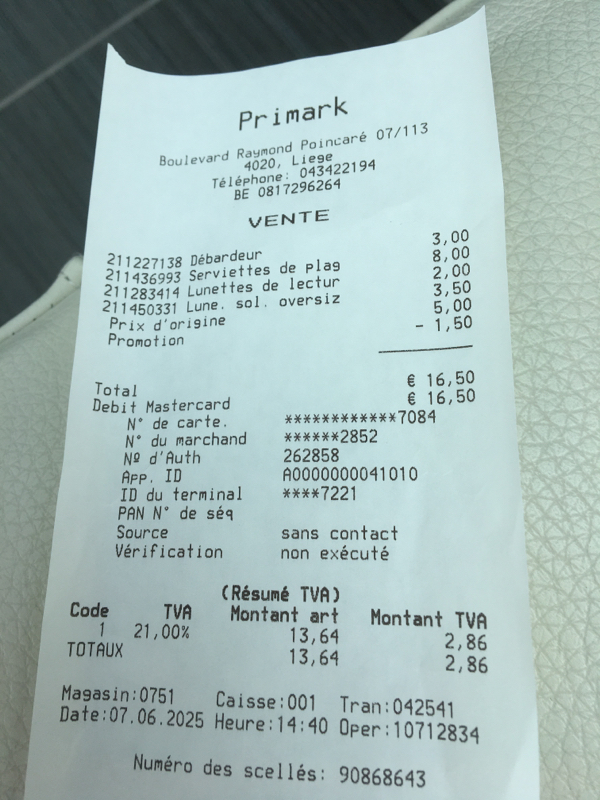 Primark
Boulevard Raymond Poincaré 07/113
4020, Liege
Téléphone: 043422194
BE 0817296264
VENTE
211227138 Débardeur 3,00
211436993 Serviettes de plag 8,00
211283414 Lunettes de lectur 2,00
211450331 Lune. sol. oversiz 3,50
Prix d'origine 5,00
Promotion - 1,50
Total € 16,50
Debit Mastercard € 16,50
N° de carte. ************7084
N° du marchand ******2852
Nº d'Auth 262858
App. ID A0000000041010
ID du terminal ****7221
PAN N° de séq
Source sans contact
Vérification non exécuté
(Résumé TVA)
Code TVA Montant art Montant TVA
1 21,00% 13,64 2,86
TOTAUX 13,64 2,86
Magasin:0751 Caisse:001 Tran:042541
Date:07.06.2025 Heure:14:40 Oper:10712834
Numéro des scellés: 90868643